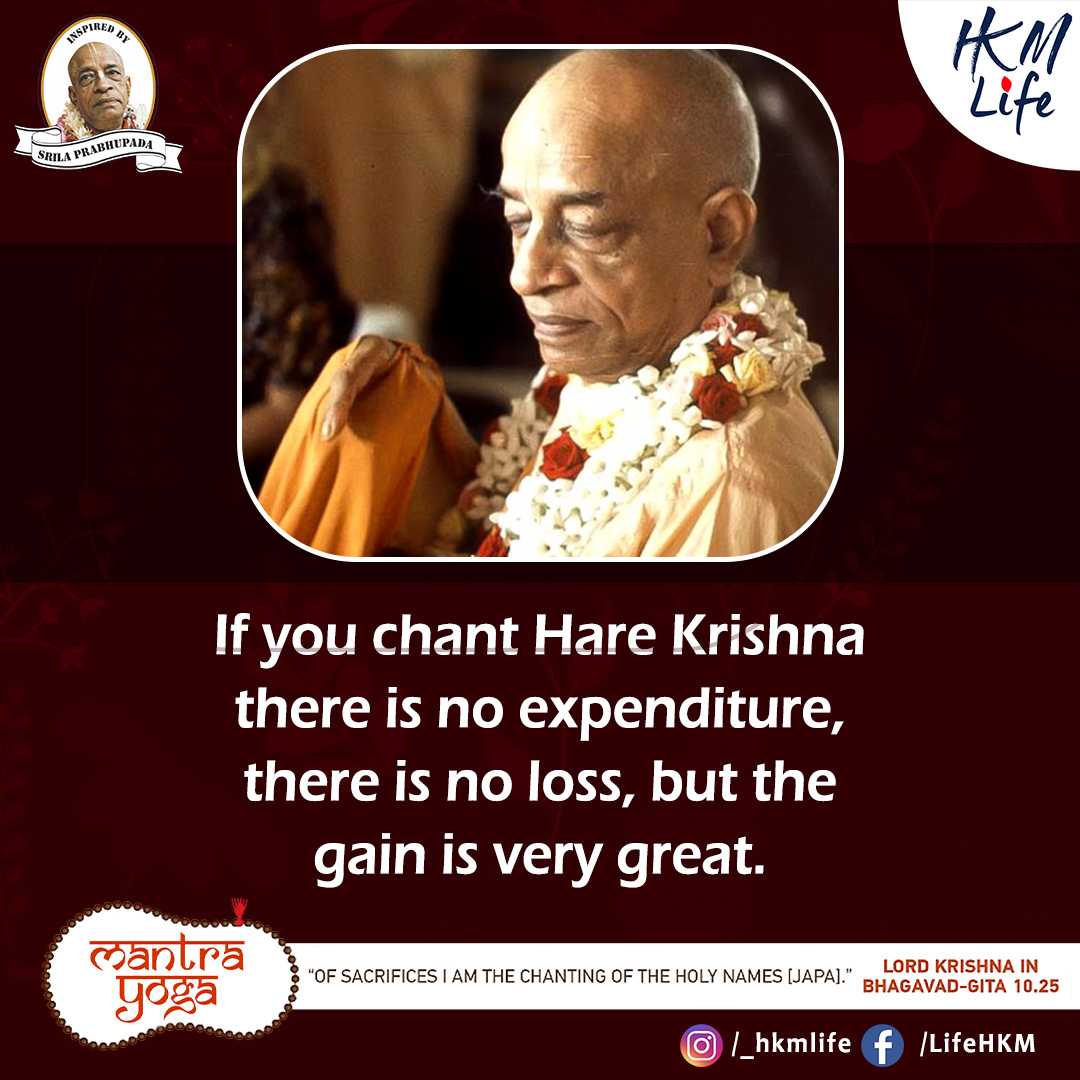 INSPIRED BY
SRILA PRABHUPADA
HKM
Life
If you chant Hare Krishna
there is no expenditure,
there is no loss, but the
gain is very great.
mantra
yoga
“OF SACRIFICES I AM THE CHANTING OF THE HOLY NAMES [JAPA].”
LORD KRISHNA IN
BHAGAVAD-GITA 10.25
/_hkmlife
/LifeHKM